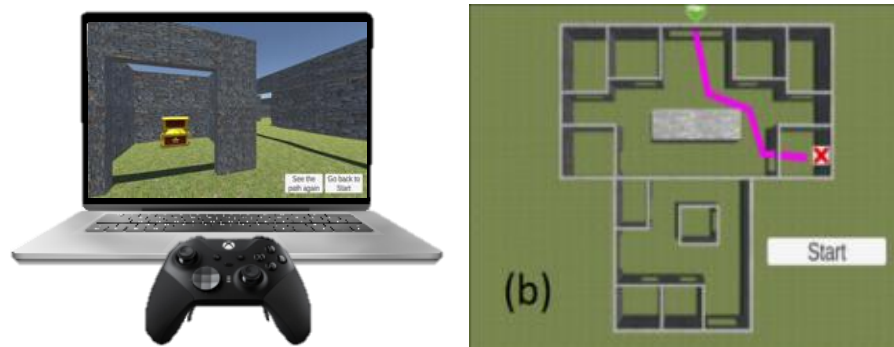 See the
path again
Go back to
Start
Start
(b)